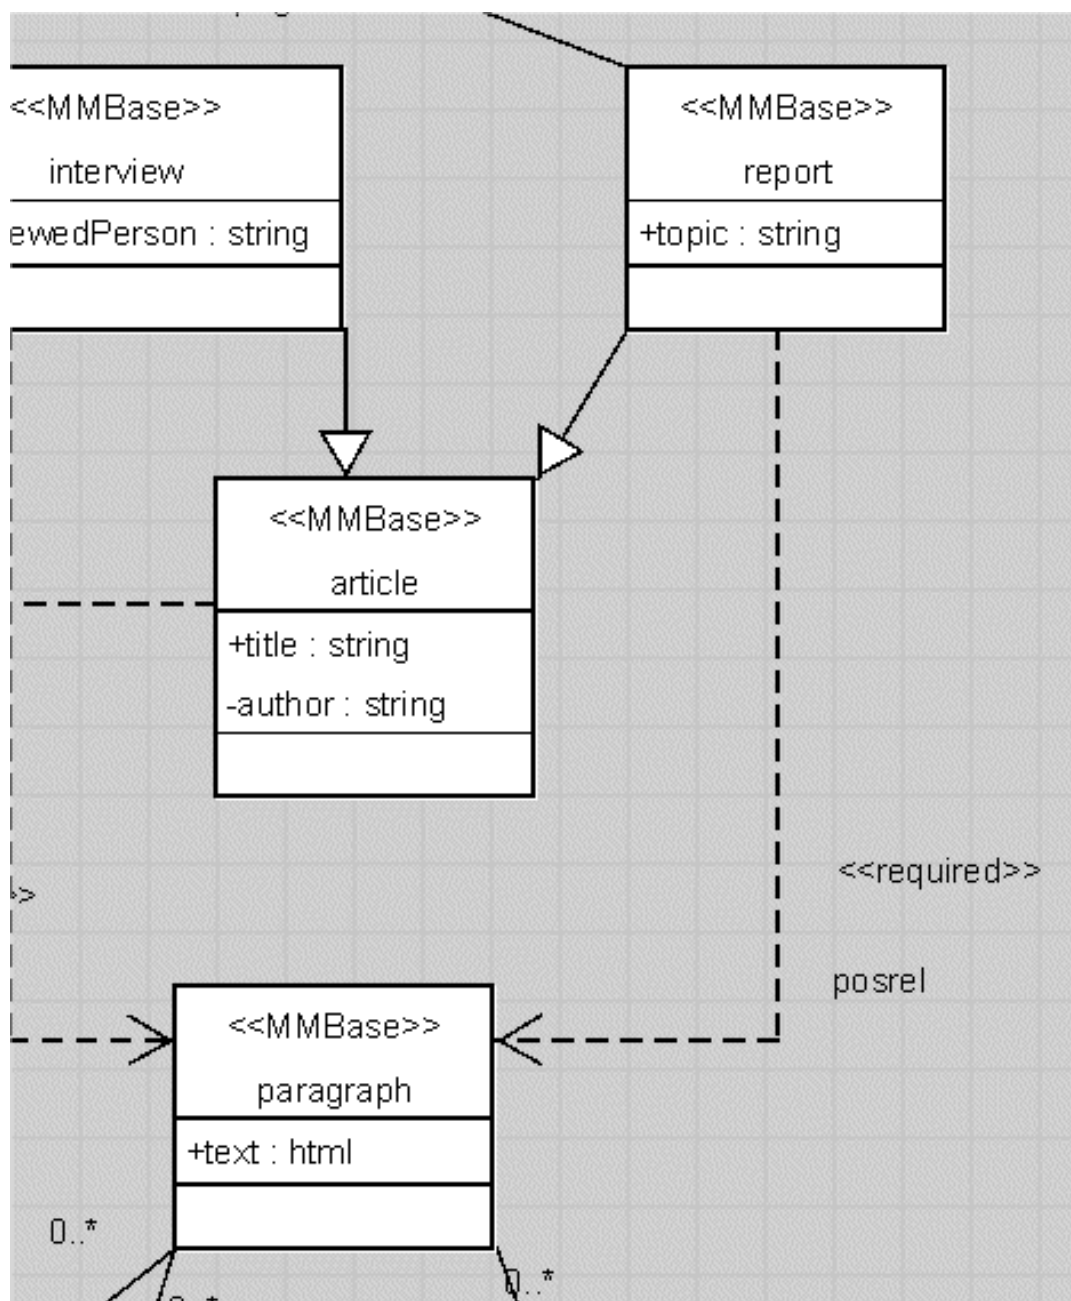 <<MMBase>>
interview
ewedPerson : string
<<MMBase>>
report
+topic : string
<<MMBase>>
article
+title : string
-author : string
>>
<<required>>
posrel
<<MMBase>>
paragraph
+text : html
0..*
0..*
0..*